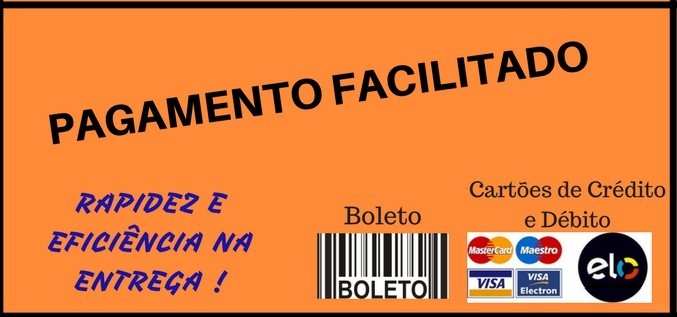 PAGAMENTO FACILITADO
RAPIDEZ E
EFICIÊNCIA NA
ENTREGA !
Boleto
BOLETO
Cartões de Crédito
e Débito
MasterCard Maestro
VISA VISA
Electron
elo